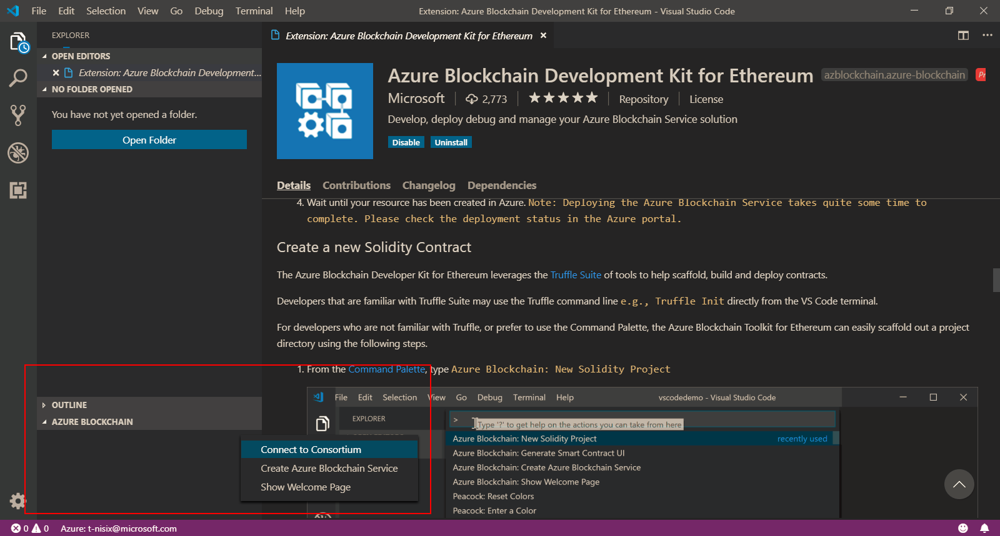 File Edit Selection View Go Debug Terminal Help
Extension: Azure Blockchain Development Kit for Ethereum - Visual Studio Code
EXPLORER
OPEN EDITORS
Extension: Azure Blockchain Development...
NO FOLDER OPENED
You have not yet opened a folder.
Open Folder
OUTLINE
AZURE BLOCKCHAIN
Connect to Consortium
Create Azure Blockchain Service
Show Welcome Page
Extension: Azure Blockchain Development Kit for Ethereum
Azure Blockchain Development Kit for Ethereum azblockchain.azure-blockchain Pr
Microsoft 2,773 Repository License
Develop, deploy debug and manage your Azure Blockchain Service solution
Disable Uninstall
Details Contributions Changelog Dependencies
4. Wait until your resource has been created in Azure. Note: Deploying the Azure Blockchain Service takes quite some time to
complete. Please check the deployment status in the Azure portal.
Create a new Solidity Contract
The Azure Blockchain Developer Kit for Ethereum leverages the Truffle Suite of tools to help scaffold, build and deploy contracts.
Developers that are familiar with Truffle Suite may use the Truffle command line e.g., Truffle Init directly from the VS Code terminal.
For developers who are not familiar with Truffle, or prefer to use the Command Palette, the Azure Blockchain Toolkit for Ethereum can easily scaffold out a project
directory using the following steps.
1. From the Command Palette, type Azure Blockchain: New Solidity Project
File Edit Selection View Go Debug Terminal Help vscodedemo - Visual Studio Code
EXPLORER
>
Type '?' to get help on the actions you can take from here
Azure Blockchain: New Solidity Project recently used
Azure Blockchain: Generate Smart Contract UI
Azure Blockchain: Create Azure Blockchain Service
Azure Blockchain: Show Welcome Page
Peacock: Reset Colors
Peacock: Enter a Color
0 0 Azure: t-nisix@microsoft.com